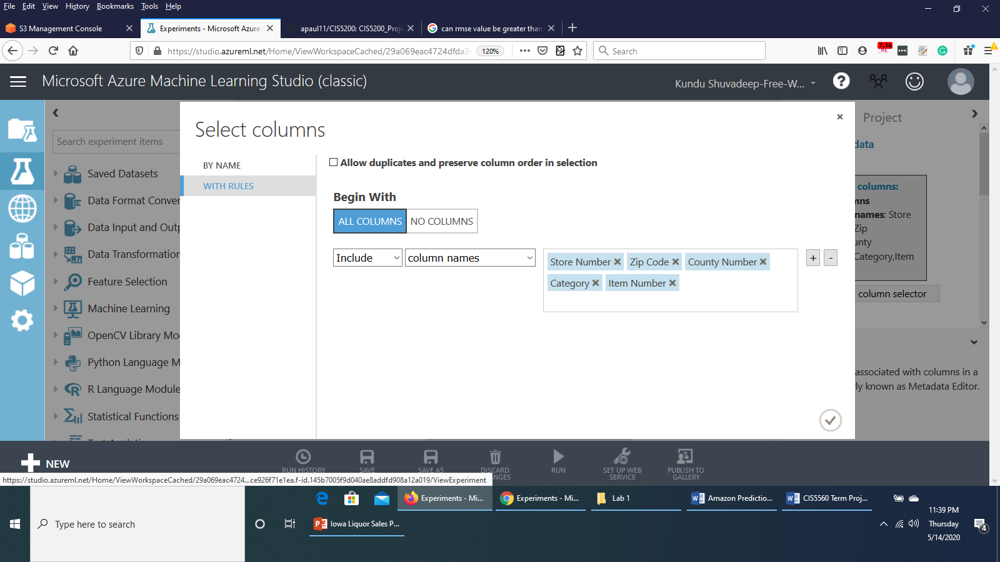 File Edit View History Bookmarks Tools Help
S3 Management Console
Experiments - Microsoft Azure
apaul11/CIS5200: CIS5200_Proje
can rmse value be greater than
https://studio.azureml.net/Home/ViewWorkspaceCached/29a069eac4724dfda3
120%
Search
7.1k
ME
Microsoft Azure Machine Learning Studio (classic)
Kundu Shuvadeep-Free-W...
Search experiment items
Saved Datasets
Data Format Conver
Data Input and Outp
Data Transformation
Feature Selection
Machine Learning
OpenCV Library Mo
Python Language M
R Language Module
Statistical Functions
Select columns
BY NAME
WITH RULES
Allow duplicates and preserve column order in selection
Begin With
ALL COLUMNS NO COLUMNS
Include column names
Store Number Zip Code County Number
Category Item Number
+ -
Project
data
columns:
mns
names: Store
Zip
unty
Category,Item
column selector
associated with columns in a
rly known as Metadata Editor.
NEW
RUN HISTORY
SAVE
SAVE AS
DISCARD
NGES
RUN
SET UP WEB
SERVICE
PUBLISH TO
GALLERY
https://studio.azureml.net/Home/ViewWorkspaceCached/29a069eac4724...ce926f71e1ea.f-id.145b7005f9d040ae8addfd908a12a019/ViewExperiment
Experiments - Mi...
Experiments - Mi...
Lab 1
Amazon Predictio...
CIS5560 Term Proj...
Type here to search
Iowa Liquor Sales P...
11:39 PM
Thursday
5/14/2020
4